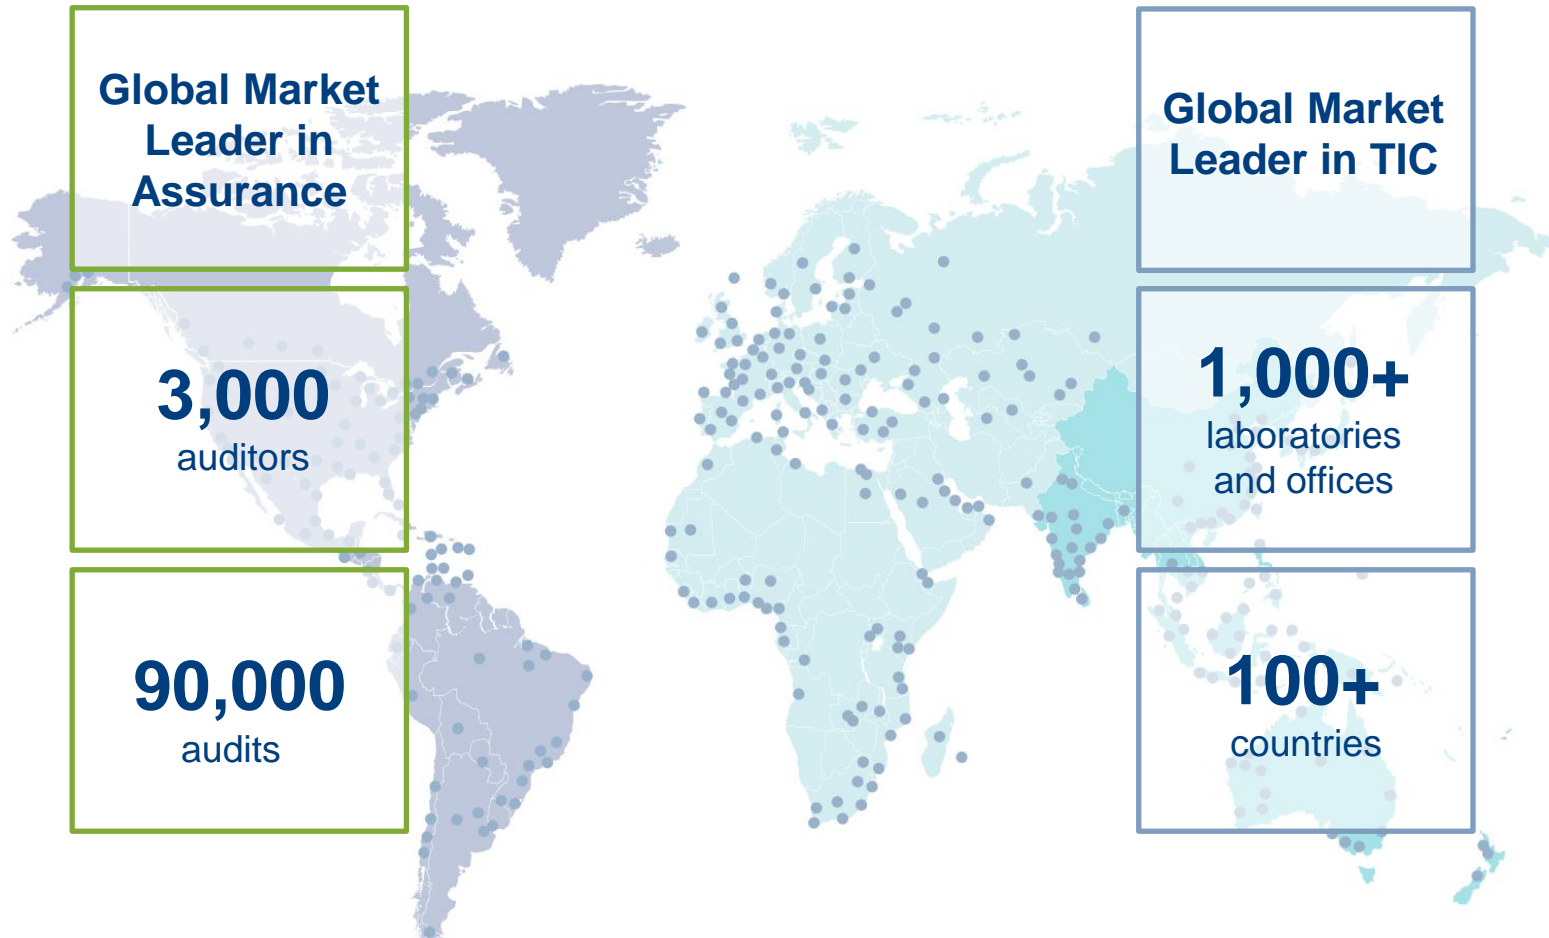 Global Market
Leader in
Assurance
3,000
auditors
90,000
audits
Global Market
Leader in TIC
1,000+
laboratories
and offices
100+
countries